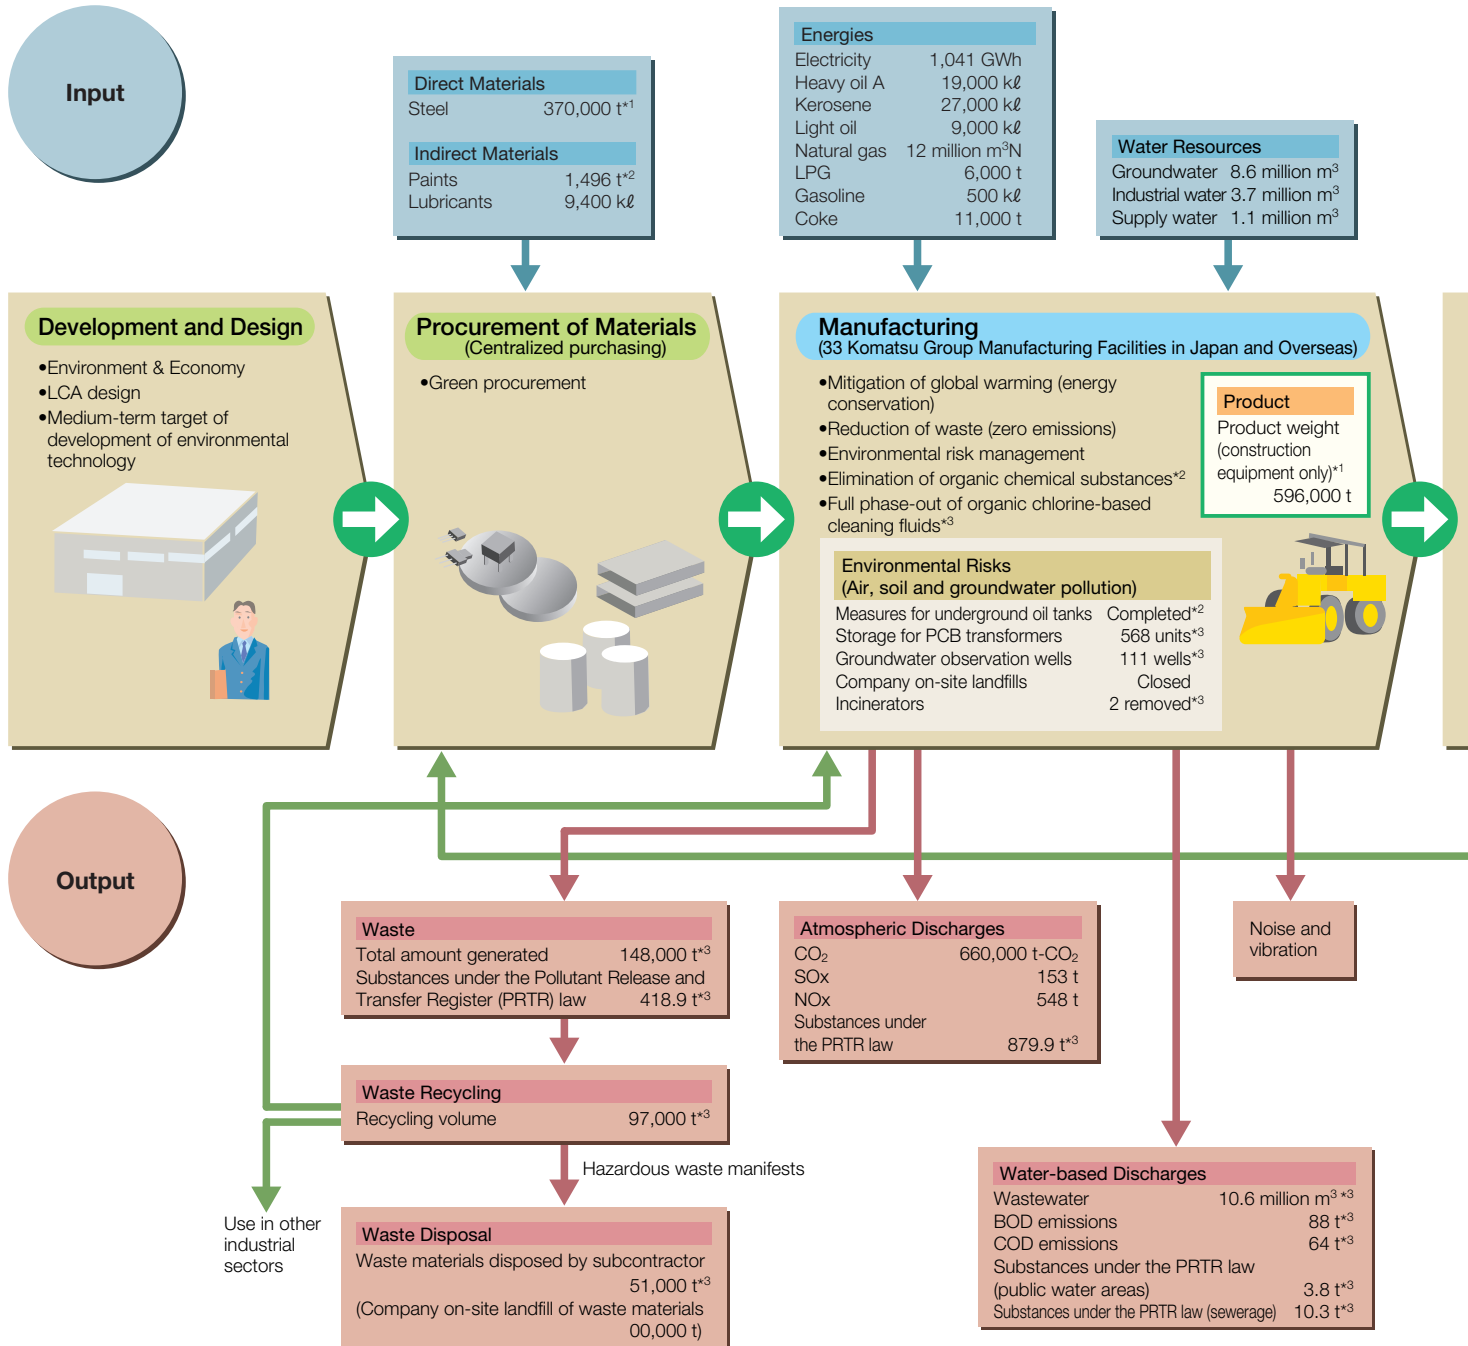 Input
Direct Materials
Steel 370,000 t*1
Indirect Materials
Paints 1,496 t*2
Lubricants 9,400 kℓ
Energies
Electricity 1,041 GWh
Heavy oil A 19,000 kℓ
Kerosene 27,000 kℓ
Light oil 9,000 kℓ
Natural gas 12 million m³N
LPG 6,000 t
Gasoline 500 kℓ
Coke 11,000 t
Water Resources
Groundwater 8.6 million m³
Industrial water 3.7 million m³
Supply water 1.1 million m³
Development and Design
•Environment & Economy
•LCA design
•Medium-term target of
development of environmental
technology
Procurement of Materials
(Centralized purchasing)
•Green procurement
Manufacturing
(33 Komatsu Group Manufacturing Facilities in Japan and Overseas)
•Mitigation of global warming (energy
conservation)
•Reduction of waste (zero emissions)
•Environmental risk management
•Elimination of organic chemical substances*2
•Full phase-out of organic chlorine-based
cleaning fluids*3
Product
Product weight
(construction
equipment only)*1
596,000 t
Environmental Risks
(Air, soil and groundwater pollution)
Measures for underground oil tanks Completed*2
Storage for PCB transformers 568 units*3
Groundwater observation wells 111 wells*3
Company on-site landfills Closed
Incinerators 2 removed*3
Output
Waste
Total amount generated 148,000 t*3
Substances under the Pollutant Release and
Transfer Register (PRTR) law 418.9 t*3
Atmospheric Discharges
CO₂ 660,000 t-CO₂
SOx 153 t
NOx 548 t
Substances under
the PRTR law 879.9 t*3
Noise and
vibration
Waste Recycling
Recycling volume 97,000 t*3
Hazardous waste manifests
Use in other
industrial
sectors
Waste Disposal
Waste materials disposed by subcontractor
51,000 t*3
(Company on-site landfill of waste materials
00,000 t)
Water-based Discharges
Wastewater 10.6 million m³ *3
BOD emissions 88 t*3
COD emissions 64 t*3
Substances under the PRTR law
(public water areas) 3.8 t*3
Substances under the PRTR law (sewerage) 10.3 t*3